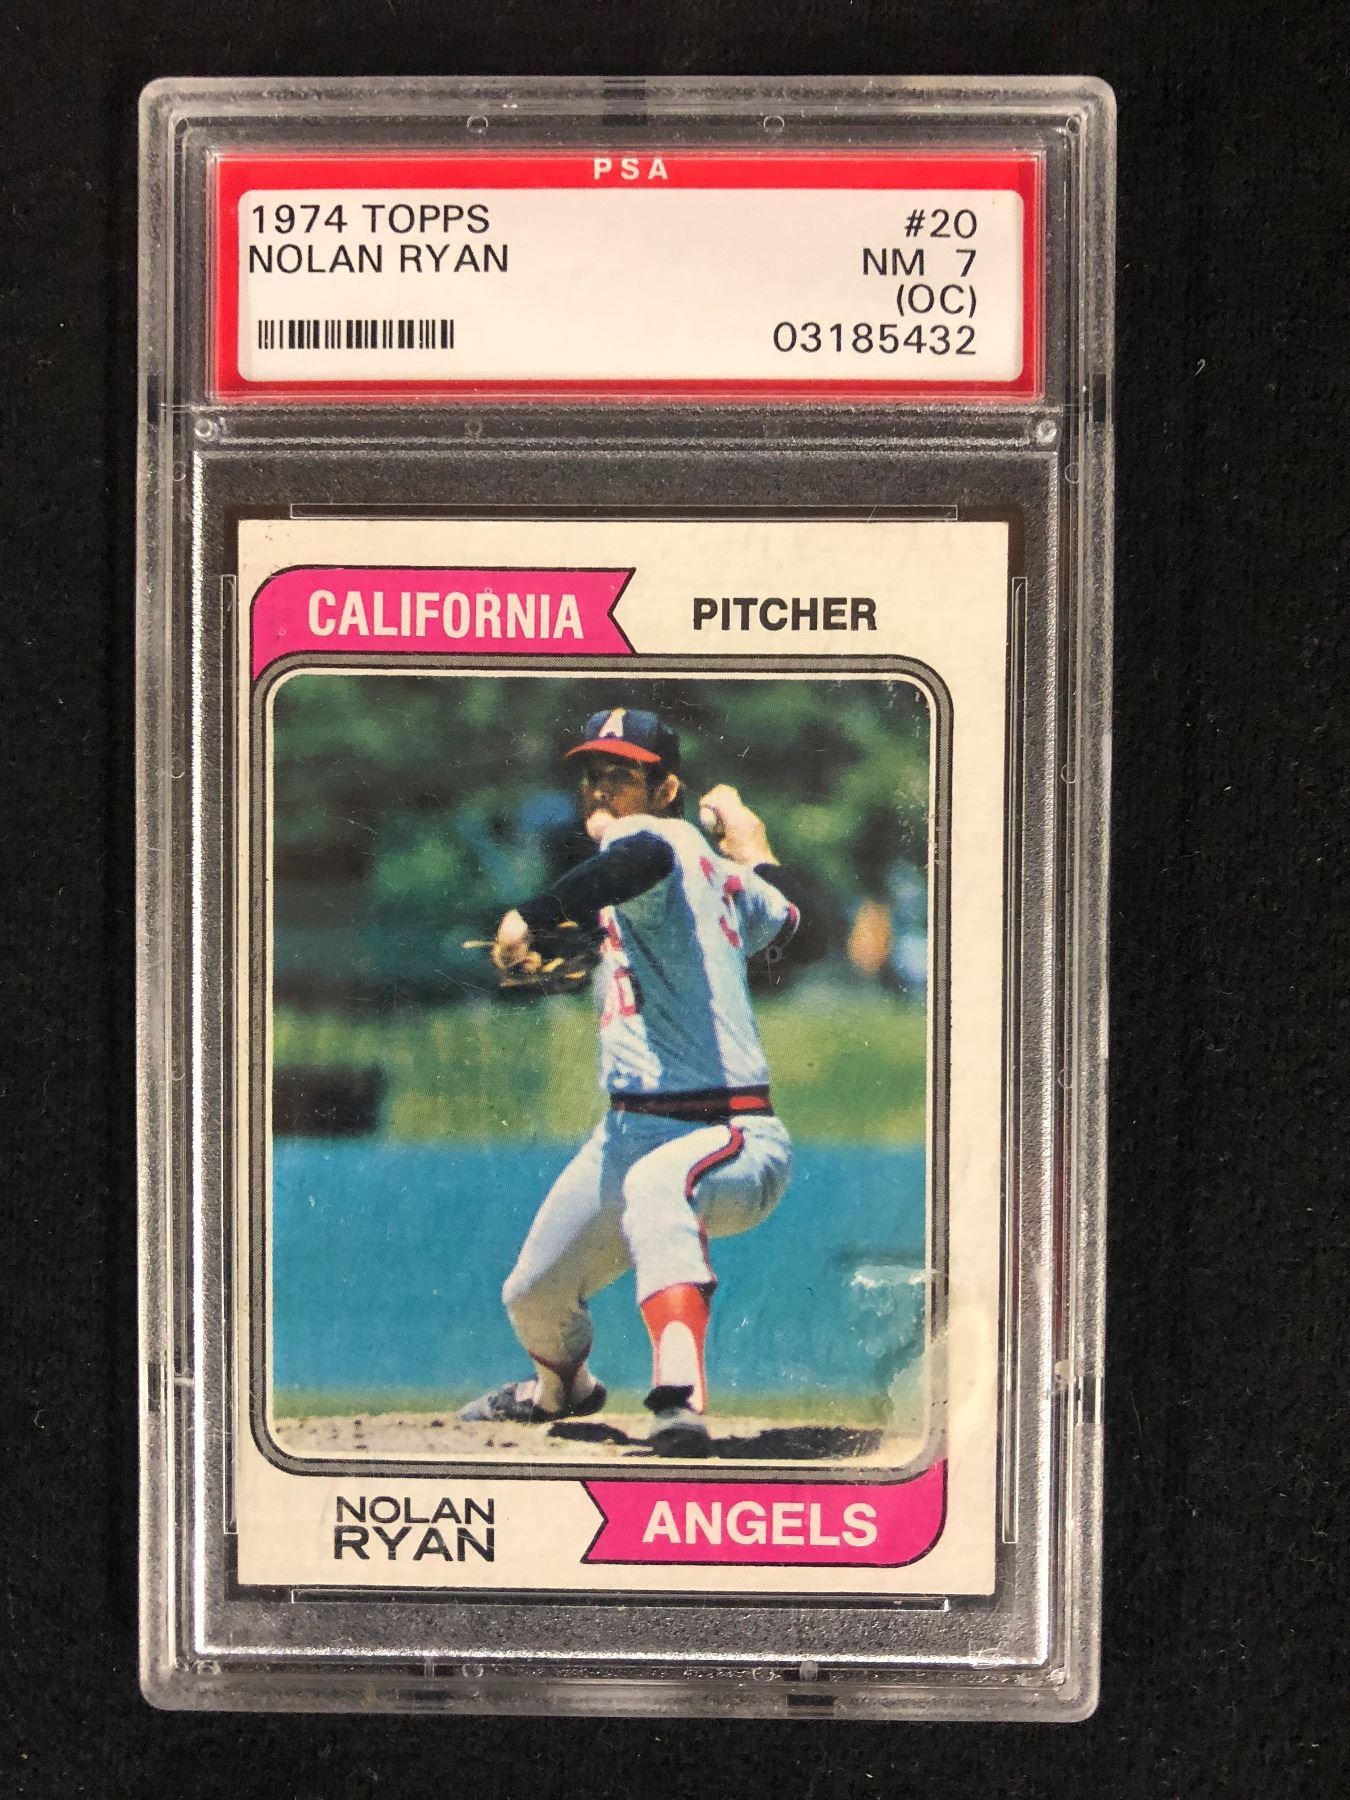 PSA
1974 TOPPS #20
NOLAN RYAN NM 7
(OC)
03185432
CALIFORNIA PITCHER
A
NOLAN
RYAN
ANGELS